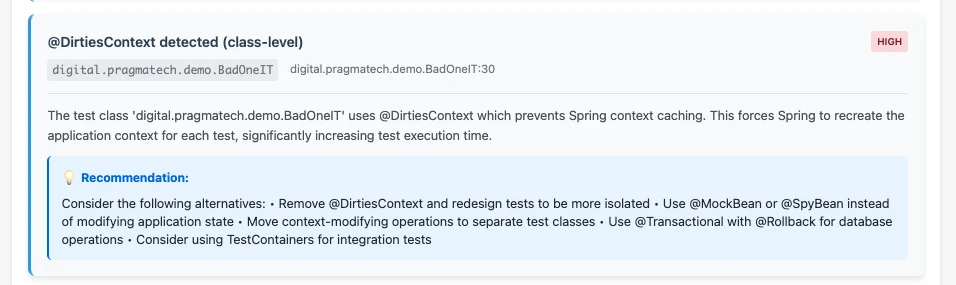 @DirtiesContext detected (class-level)
HIGH
digital.pragmatech.demo.BadOneIT digital.pragmatech.demo.BadOneIT:30
The test class 'digital.pragmatech.demo.BadOneIT' uses @DirtiesContext which prevents Spring context caching. This forces Spring to recreate the
application context for each test, significantly increasing test execution time.
💡 Recommendation:
Consider the following alternatives: • Remove @DirtiesContext and redesign tests to be more isolated • Use @MockBean or @SpyBean instead
of modifying application state • Move context-modifying operations to separate test classes • Use @Transactional with @Rollback for database
operations • Consider using TestContainers for integration tests